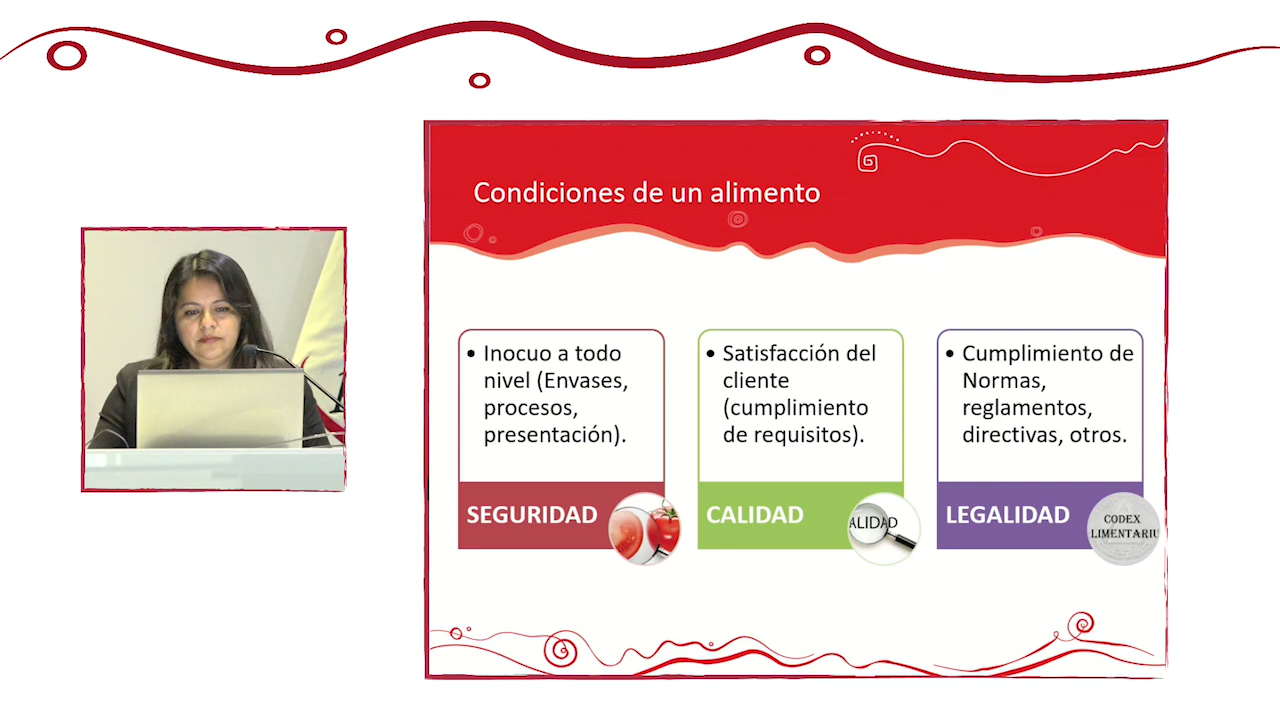 Condiciones de un alimento
• Inocuo a todo
nivel (Envases,
procesos,
presentación).
SEGURIDAD
• Satisfacción del
cliente
(cumplimiento
de requisitos).
CALIDAD
ALIDAD
• Cumplimiento de
Normas,
reglamentos,
directivas, otros.
LEGALIDAD
CODEX
LIMENTARIU